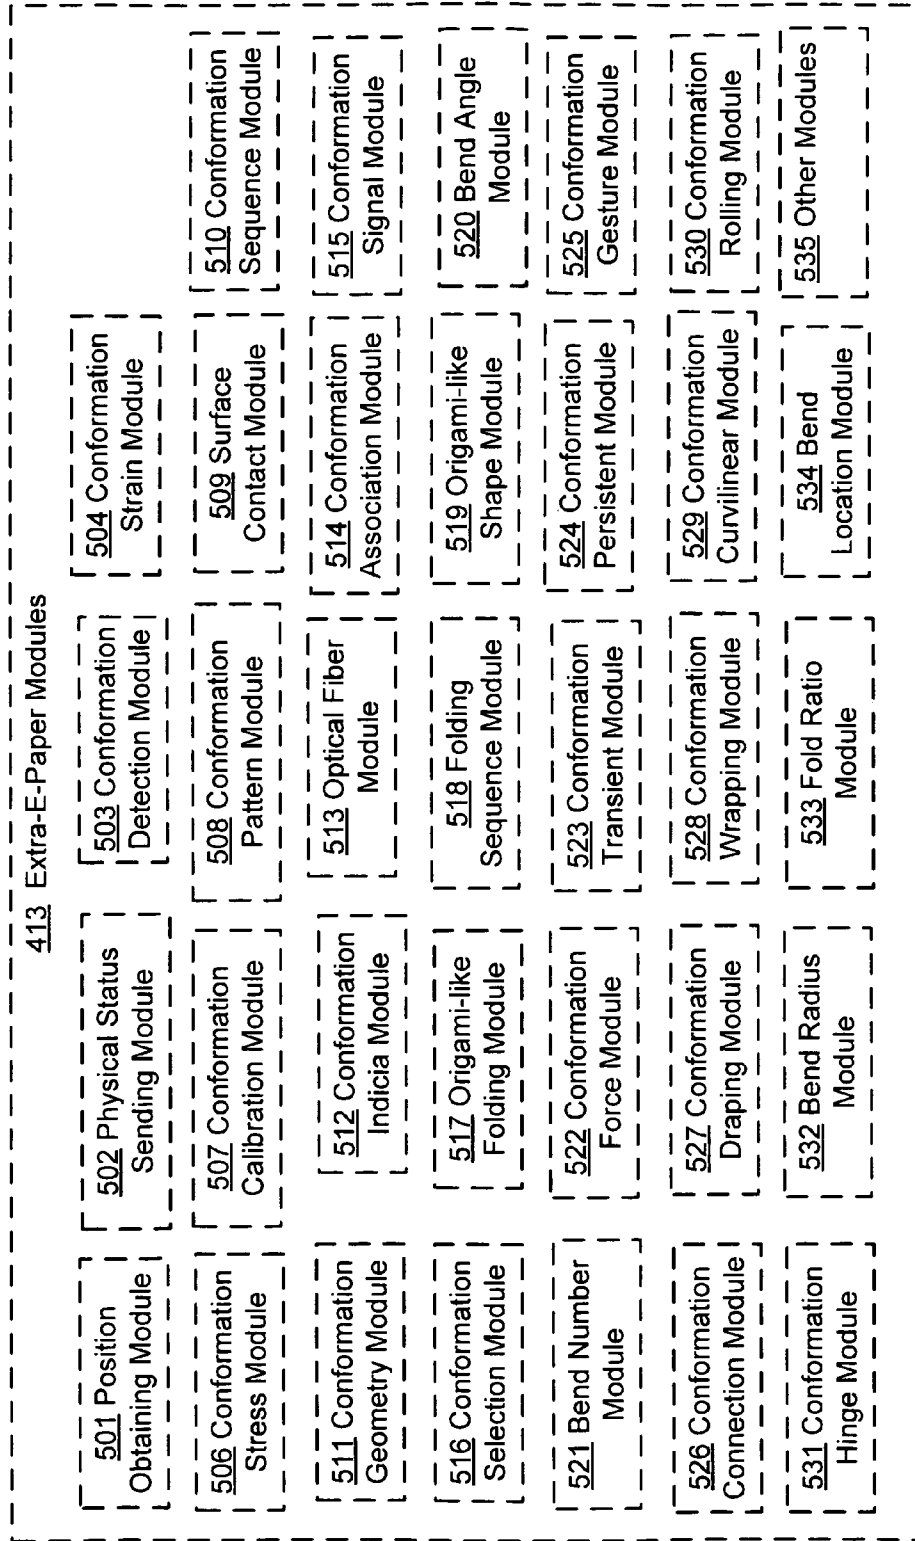 413 Extra-E-Paper Modules
501 Position
Obtaining Module
502 Physical Status
Sending Module
503 Conformation
Detection Module
504 Conformation
Strain Module
506 Conformation
Stress Module
507 Conformation
Calibration Module
508 Conformation
Pattern Module
509 Surface
Contact Module
510 Conformation
Sequence Module
511 Conformation
Geometry Module
512 Conformation
Indicia Module
513 Optical Fiber
Module
514 Conformation
Association Module
515 Conformation
Signal Module
516 Conformation
Selection Module
517 Origami-like
Folding Module
518 Folding
Sequence Module
519 Origami-like
Shape Module
520 Bend Angle
Module
521 Bend Number
Module
522 Conformation
Force Module
523 Conformation
Transient Module
524 Conformation
Persistent Module
525 Conformation
Gesture Module
526 Conformation
Connection Module
527 Conformation
Draping Module
528 Conformation
Wrapping Module
529 Conformation
Curvilinear Module
530 Conformation
Rolling Module
531 Conformation
Hinge Module
532 Bend Radius
Module
533 Fold Ratio
Module
534 Bend
Location Module
535 Other Modules